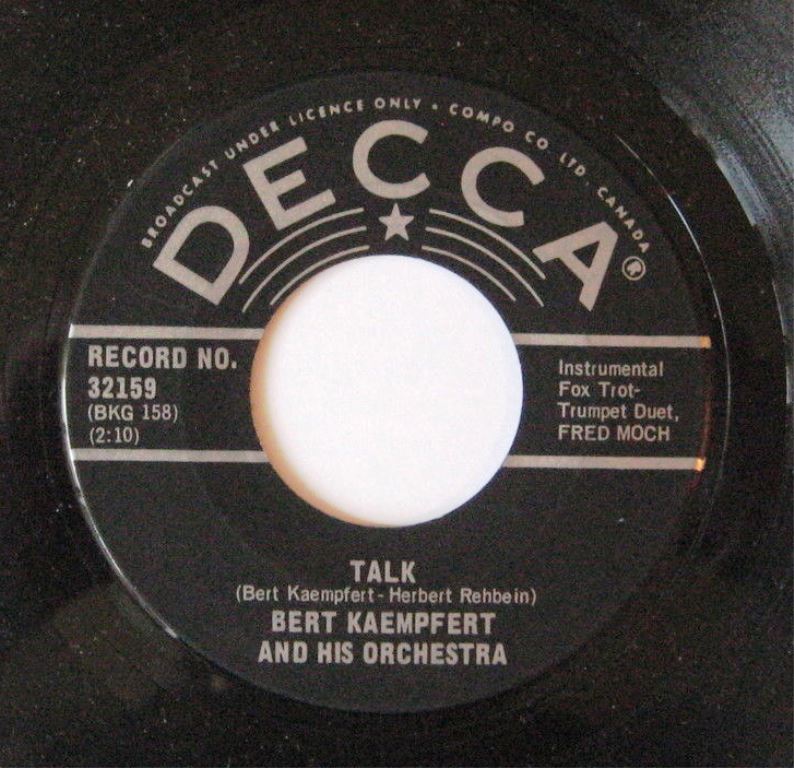 BROADCAST UNDER LICENCE ONLY • COMPO CO. LTD. CANADA
DECCA®
RECORD NO.
32159
(BKG 158)
(2:10)
Instrumental
Fox Trot-
Trumpet Duet,
FRED MOCH
TALK
(Bert Kaempfert - Herbert Rehbein)
BERT KAEMPFERT
AND HIS ORCHESTRA